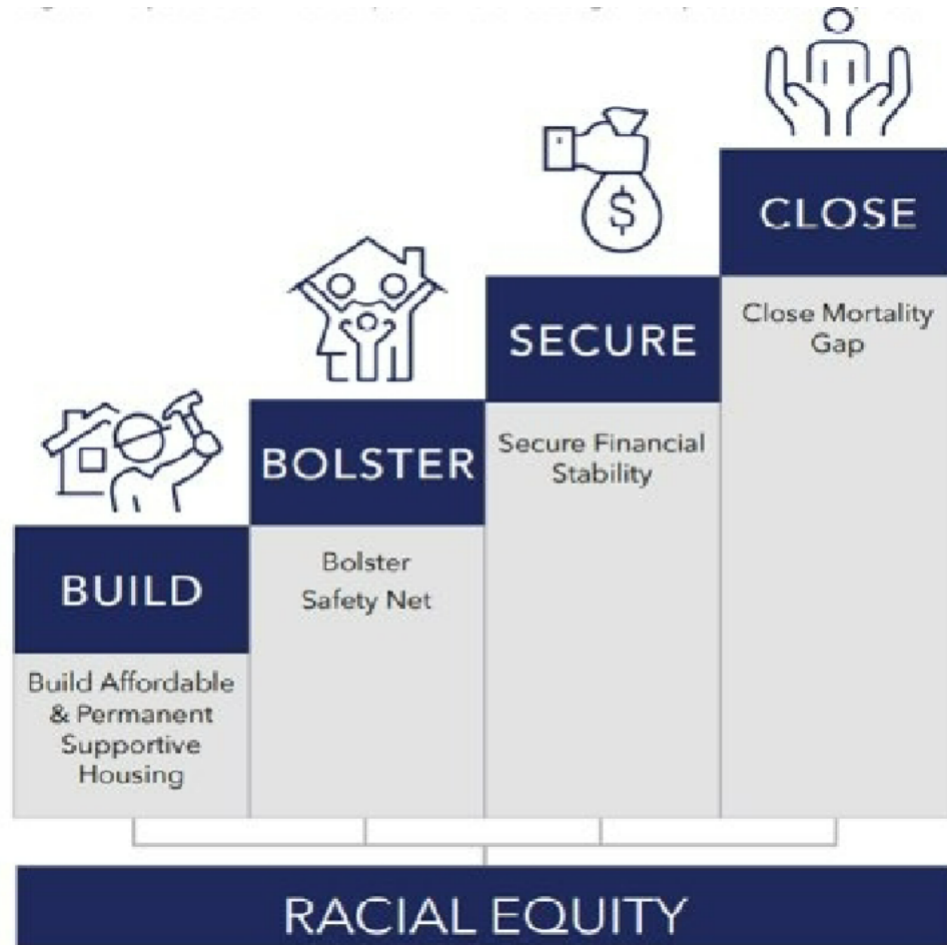 CLOSE
Close Mortality
Gap
$
SECURE
Secure Financial
Stability
BOLSTER
Bolster
Safety Net
BUILD
Build Affordable
& Permanent
Supportive
Housing
RACIAL EQUITY